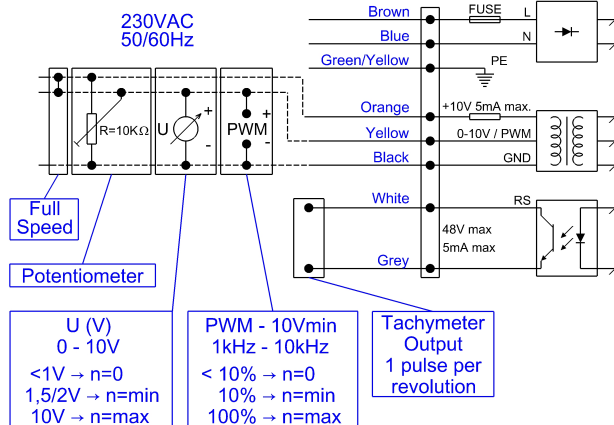 230VAC
50/60Hz
Brown
FUSE
L
Blue
N
Green/Yellow
PE
Orange
+10V 5mA max.
Yellow
0-10V / PWM
Black
GND
R=10KΩ
U
+
-
PWM
+
-
White
RS
48V max
5mA max
Grey
Full
Speed
Potentiometer
U (V)
0 - 10V
<1V → n=0
1,5/2V → n=min
10V → n=max
PWM - 10Vmin
1kHz - 10kHz
< 10% → n=0
10% → n=min
100% → n=max
Tachymeter
Output
1 pulse per
revolution